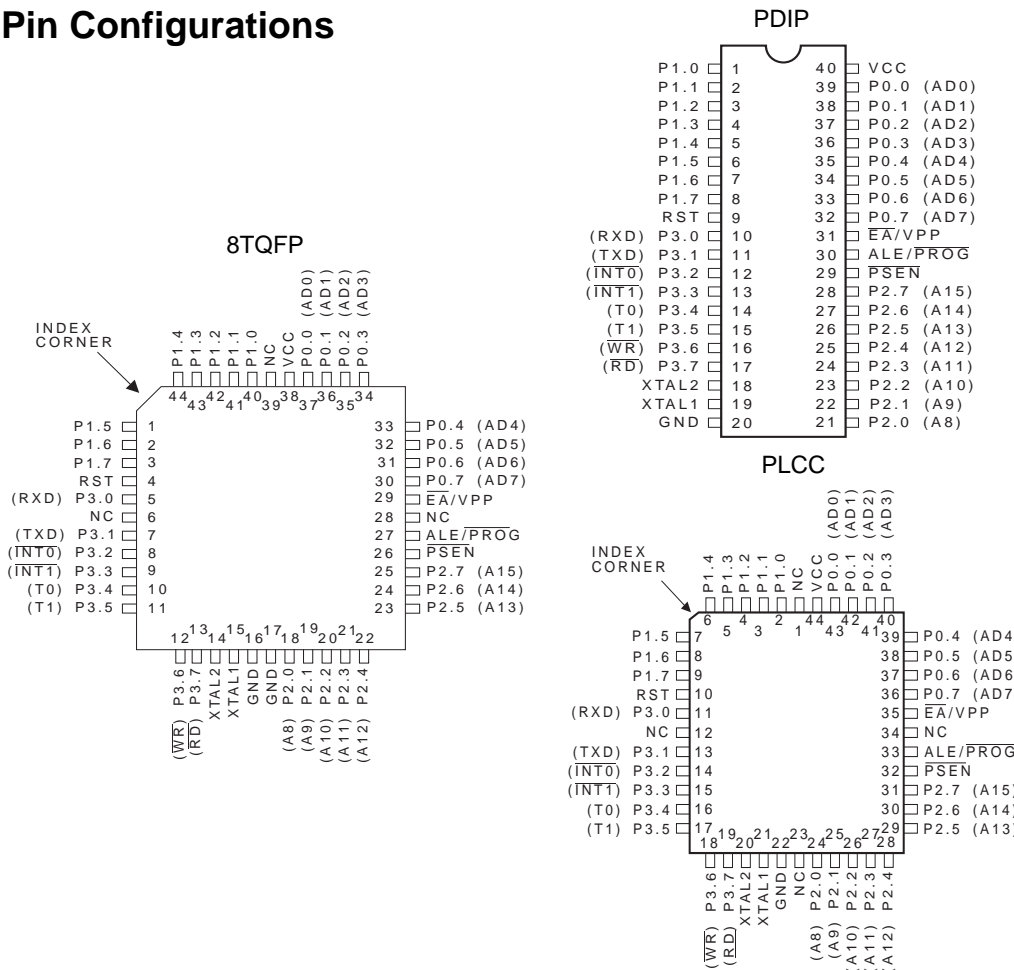 Pin Configurations
PDIP
P1.0 1 40 VCC
P1.1 2 39 P0.0 (AD0)
P1.2 3 38 P0.1 (AD1)
P1.3 4 37 P0.2 (AD2)
P1.4 5 36 P0.3 (AD3)
P1.5 6 35 P0.4 (AD4)
P1.6 7 34 P0.5 (AD5)
P1.7 8 33 P0.6 (AD6)
RST 9 32 P0.7 (AD7)
(RXD) P3.0 10 31 EA/VPP
(TXD) P3.1 11 30 ALE/PROG
(INT0) P3.2 12 29 PSEN
(INT1) P3.3 13 28 P2.7 (A15)
(T0) P3.4 14 27 P2.6 (A14)
(T1) P3.5 15 26 P2.5 (A13)
(WR) P3.6 16 25 P2.4 (A12)
(RD) P3.7 17 24 P2.3 (A11)
XTAL2 18 23 P2.2 (A10)
XTAL1 19 22 P2.1 (A9)
GND 20 21 P2.0 (A8)
8TQFP
INDEX
CORNER
P1.4
P1.3
P1.2
P1.1
P1.0
NC
VCC
P0.0 (AD0)
P0.1 (AD1)
P0.2 (AD2)
P0.3 (AD3)
44 43 42 41 40 39 38 37 36 35 34
P1.5 1 33 P0.4 (AD4)
P1.6 2 32 P0.5 (AD5)
P1.7 3 31 P0.6 (AD6)
RST 4 30 P0.7 (AD7)
(RXD) P3.0 5 29 EA/VPP
NC 6 28 NC
(TXD) P3.1 7 27 ALE/PROG
(INT0) P3.2 8 26 PSEN
(INT1) P3.3 9 25 P2.7 (A15)
(T0) P3.4 10 24 P2.6 (A14)
(T1) P3.5 11 23 P2.5 (A13)
12 13 14 15 16 17 18 19 20 21 22
(WR) P3.6
(RD) P3.7
XTAL2
XTAL1
GND
GND
(A8) P2.0
(A9) P2.1
(A10) P2.2
(A11) P2.3
(A12) P2.4
PLCC
INDEX
CORNER
P1.4
P1.3
P1.2
P1.1
P1.0
NC
VCC
P0.0 (AD0)
P0.1 (AD1)
P0.2 (AD2)
P0.3 (AD3)
6 5 4 3 2 1 44 43 42 41 40
P1.5 7 39 P0.4 (AD4
P1.6 8 38 P0.5 (AD5
P1.7 9 37 P0.6 (AD6
RST 10 36 P0.7 (AD7
(RXD) P3.0 11 35 EA/VPP
NC 12 34 NC
(TXD) P3.1 13 33 ALE/PROG
(INT0) P3.2 14 32 PSEN
(INT1) P3.3 15 31 P2.7 (A15)
(T0) P3.4 16 30 P2.6 (A14)
(T1) P3.5 17 29 P2.5 (A13)
18 19 20 21 22 23 24 25 26 27 28
(WR) P3.6
(RD) P3.7
XTAL2
XTAL1
GND
NC
(A8) P2.0
(A9) P2.1
(A10) P2.2
(A11) P2.3
(A12) P2.4